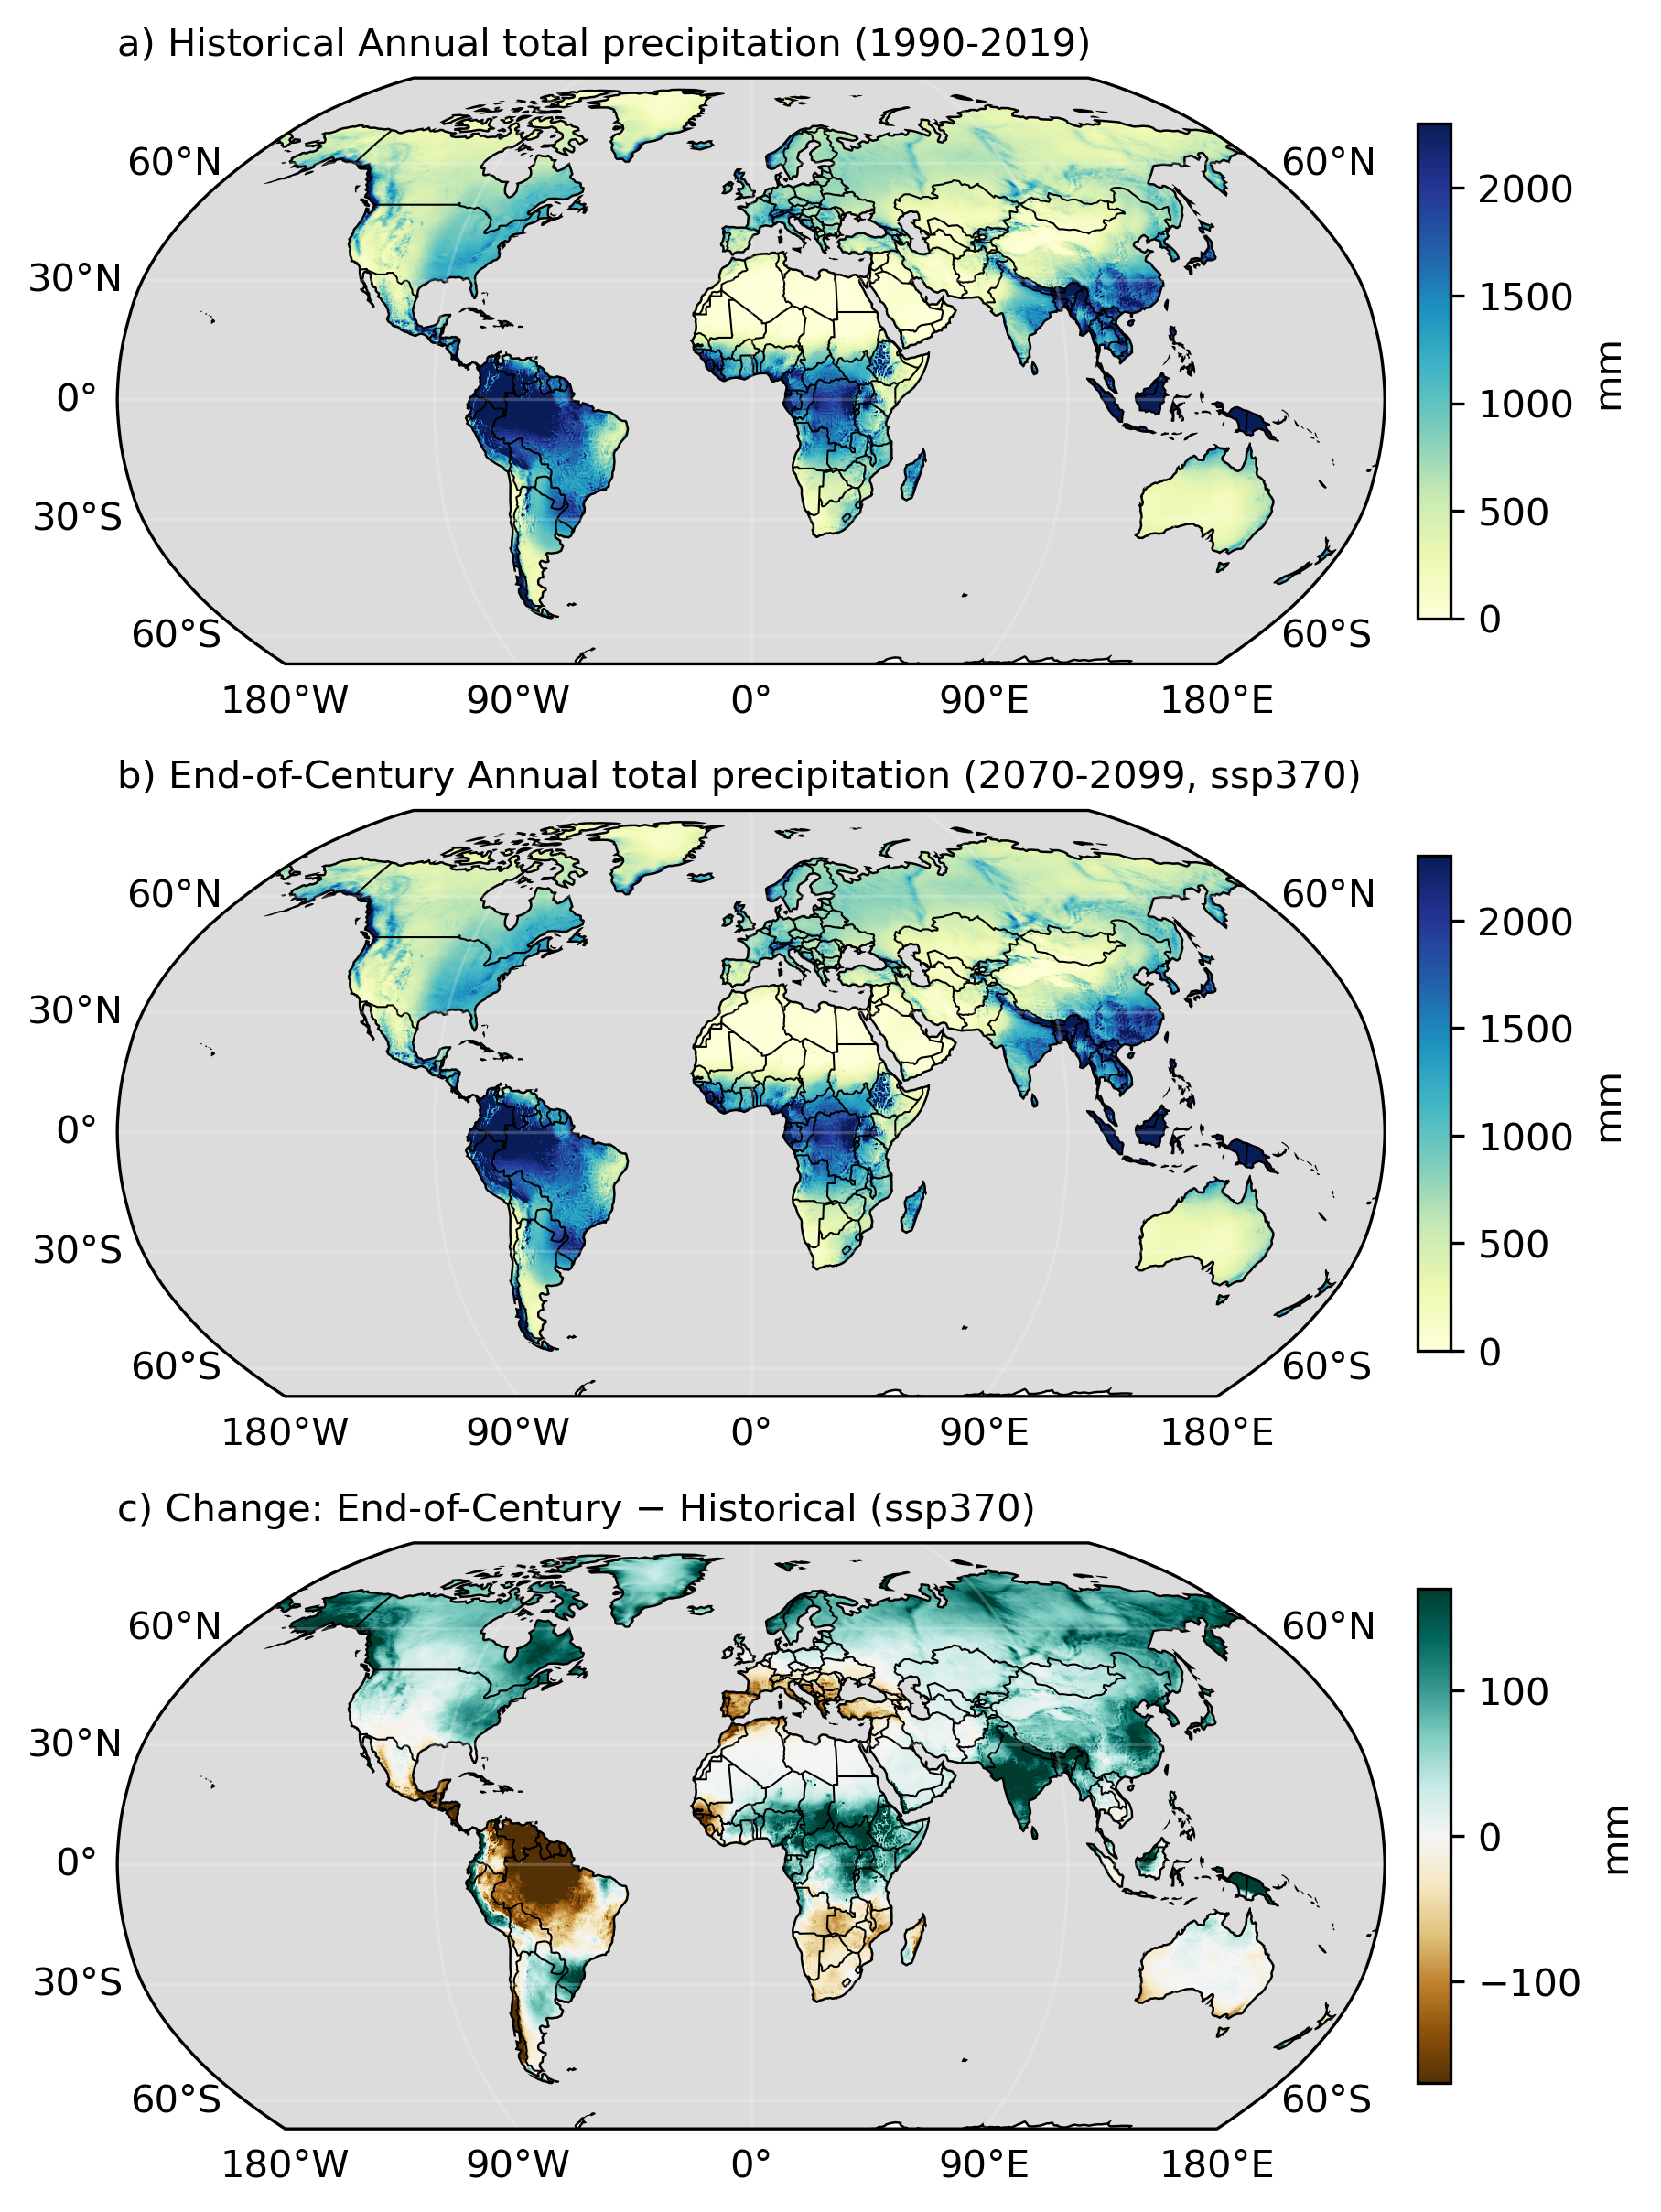 a) Historical Annual total precipitation (1990-2019)
60°N 60°N
30°N
0°
30°S
60°S 60°S
180°W 90°W 0° 90°E 180°E
2000
1500
1000
500
0
mm
b) End-of-Century Annual total precipitation (2070-2099, ssp370)
60°N 60°N
30°N
0°
30°S
60°S 60°S
180°W 90°W 0° 90°E 180°E
2000
1500
1000
500
0
mm
c) Change: End-of-Century − Historical (ssp370)
60°N 60°N
30°N
0°
30°S
60°S 60°S
180°W 90°W 0° 90°E 180°E
100
0
−100
mm